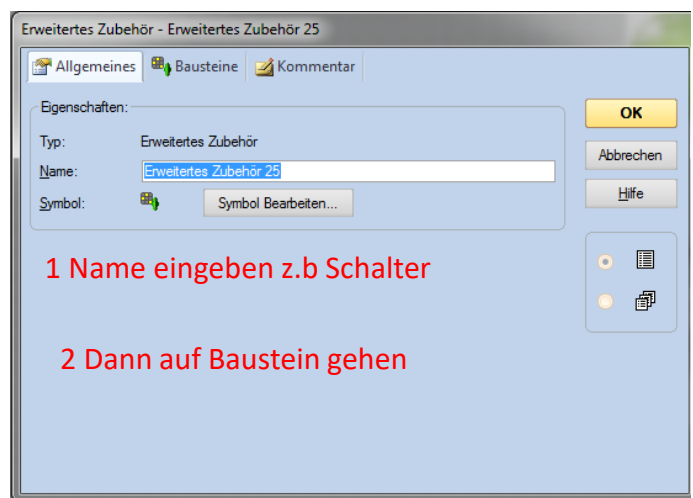 Erweitertes Zubehör - Erweitertes Zubehör 25
Allgemeines Bausteine Kommentar
Eigenschaften:
Typ: Erweitertes Zubehör
Name: Erweitertes Zubehör 25
Symbol: Symbol Bearbeiten...
OK
Abbrechen
Hilfe
1 Name eingeben z.b Schalter
2 Dann auf Baustein gehen